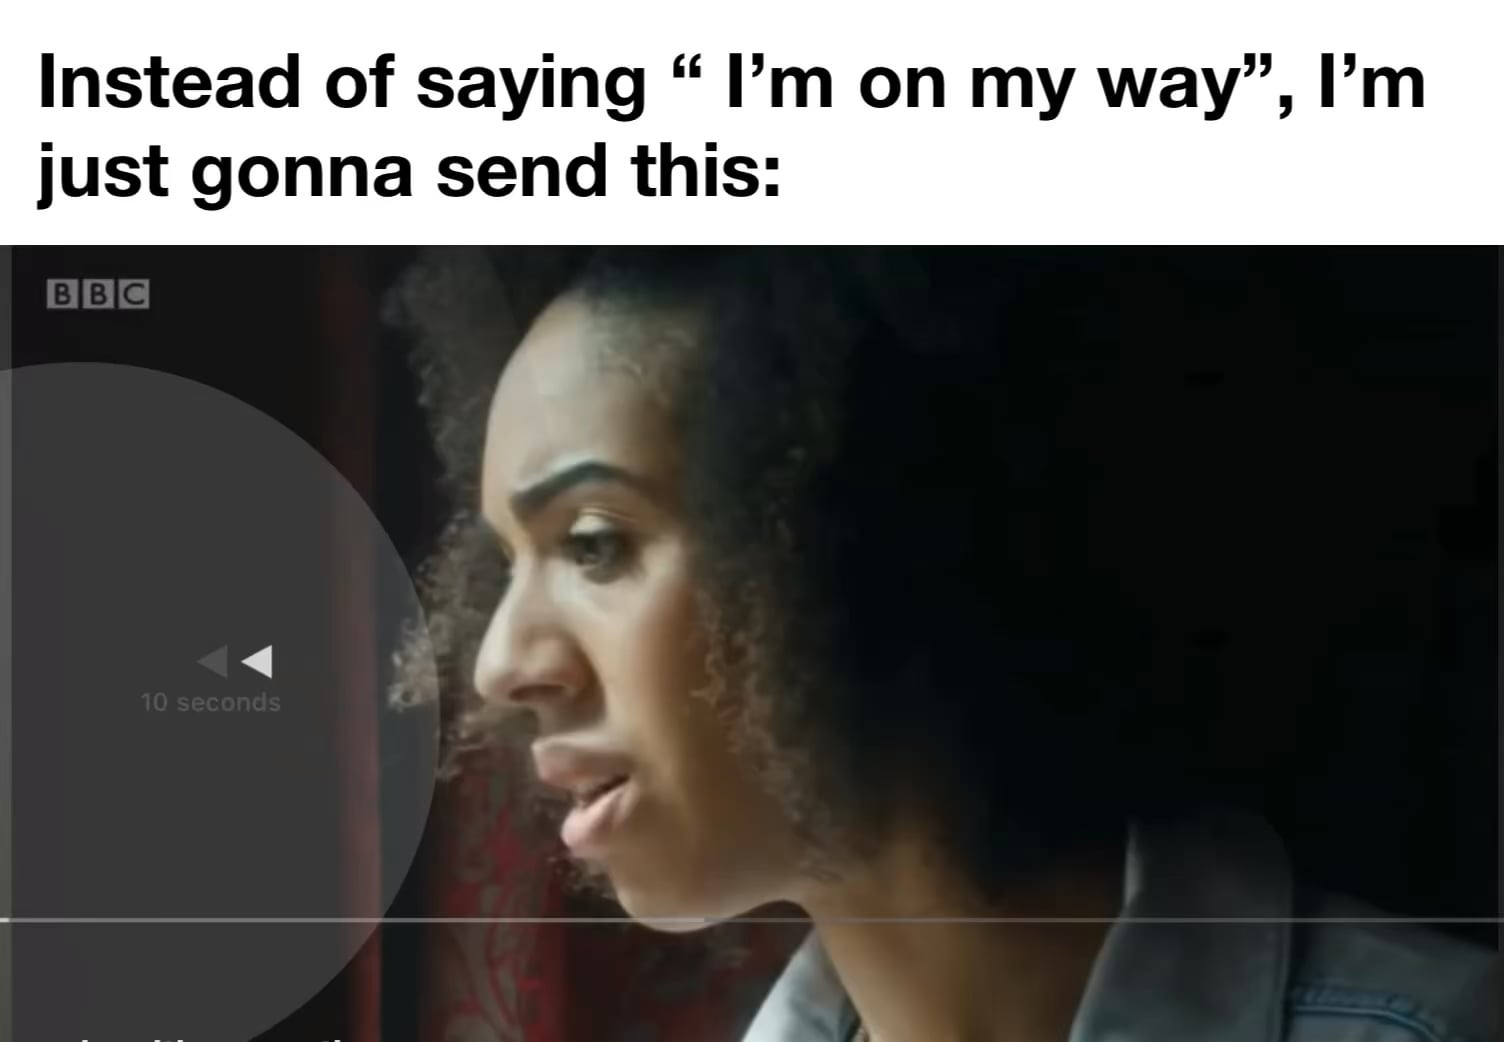 Instead of saying “ I’m on my way”, I’m
just gonna send this:
BBC
10 seconds